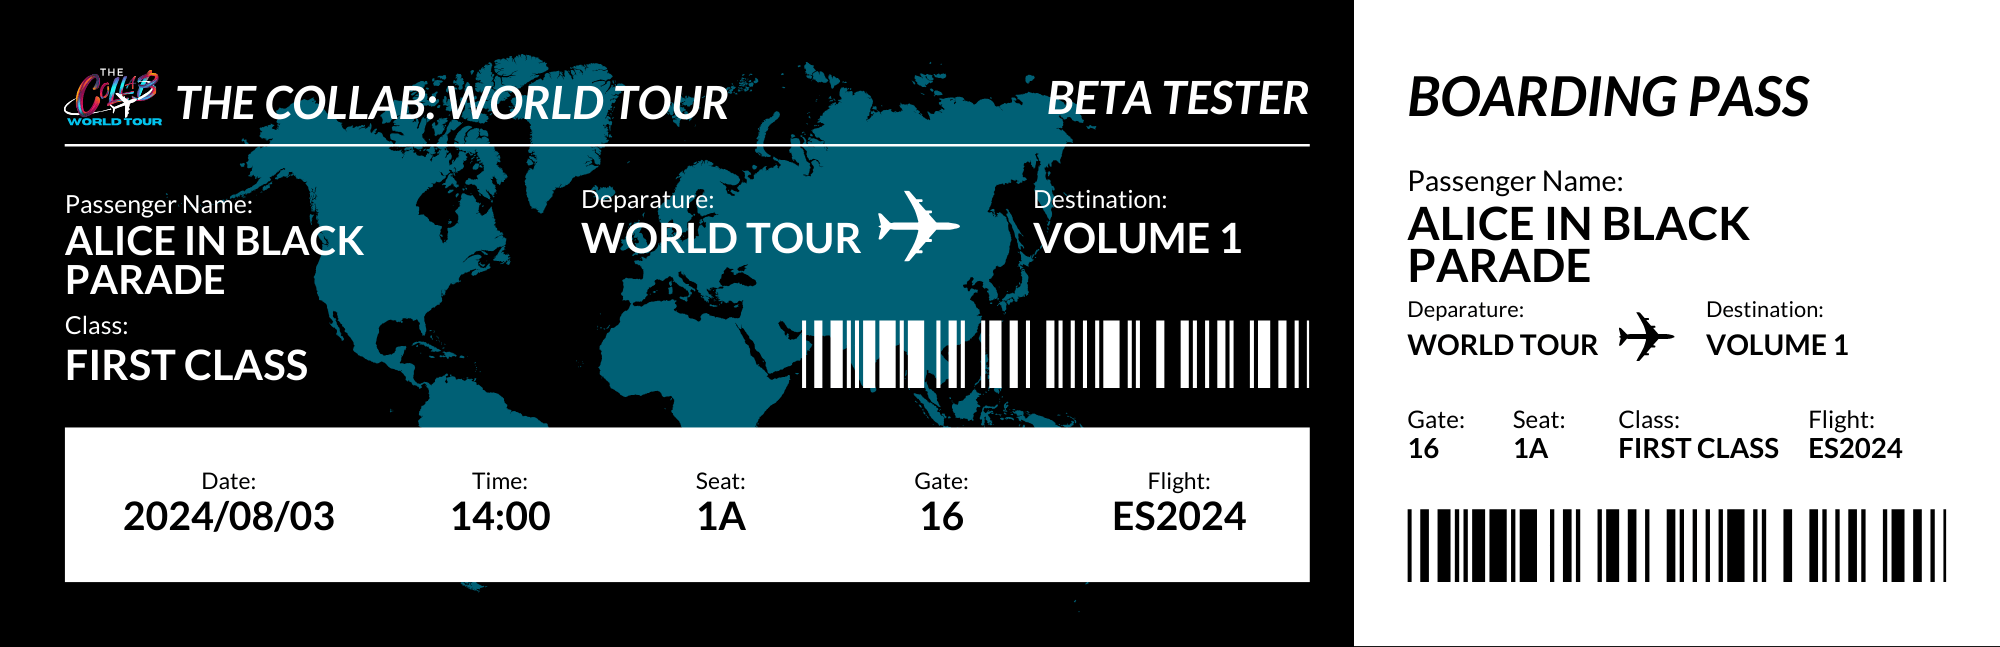 THE
COLLAB
WORLD TOUR
THE COLLAB: WORLD TOUR
BETA TESTER
Passenger Name:
ALICE IN BLACK
PARADE
Class:
FIRST CLASS
Deparature:
WORLD TOUR
Destination:
VOLUME 1
Date:
2024/08/03
Time:
14:00
Seat:
1A
Gate:
16
Flight:
ES2024
BOARDING PASS
Passenger Name:
ALICE IN BLACK
PARADE
Deparature:
WORLD TOUR
Destination:
VOLUME 1
Gate:
16
Seat:
1A
Class:
FIRST CLASS
Flight:
ES2024